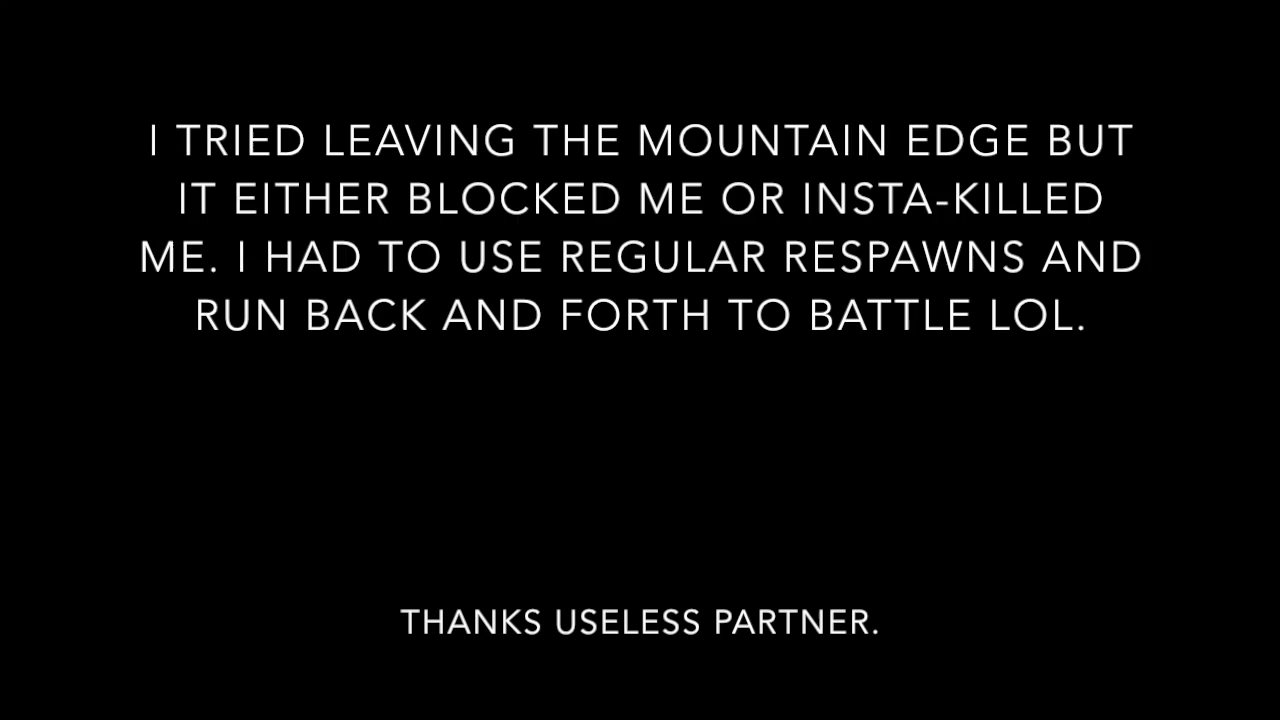 I TRIED LEAVING THE MOUNTAIN EDGE BUT
IT EITHER BLOCKED ME OR INSTA-KILLED
ME. I HAD TO USE REGULAR RESPAWNS AND
RUN BACK AND FORTH TO BATTLE LOL.
THANKS USELESS PARTNER.